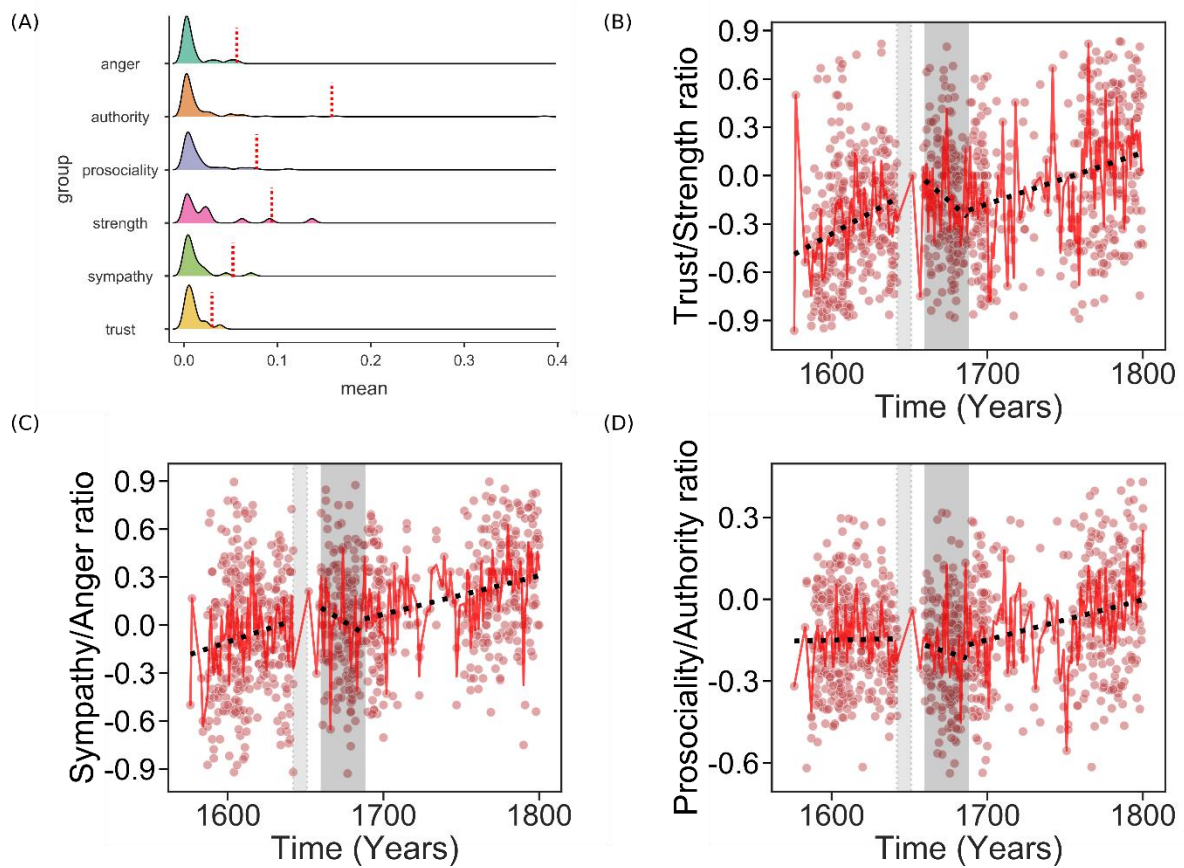 (A)
anger
authority
prosociality
strength
sympathy
trust
group
0.0 0.1 0.2 0.3 0.4
mean
(B)
0.9
0.6
0.3
0.0
-0.3
-0.6
-0.9
Trust/Strength ratio
1600 1700 1800
Time (Years)
(C)
0.9
0.6
0.3
0.0
-0.3
-0.6
-0.9
Sympathy/Anger ratio
1600 1700 1800
Time (Years)
(D)
0.3
0.0
-0.3
-0.6
Prosociality/Authority ratio
1600 1700 1800
Time (Years)